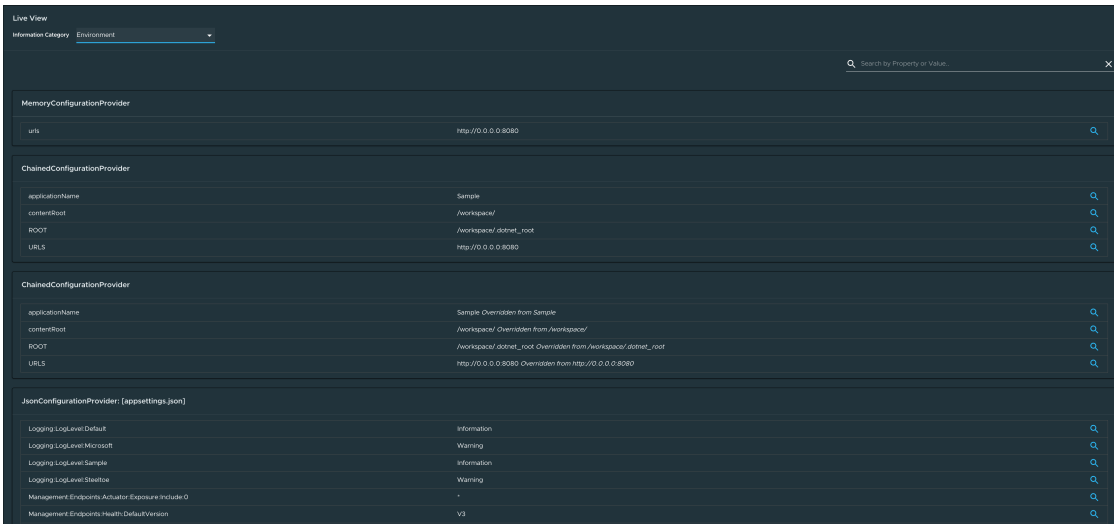 Live View
Information Category Environment
Search by Property or Value...
MemoryConfigurationProvider
urls http://0.0.0.0:8080
ChainedConfigurationProvider
applicationName Sample
contentRoot /workspace/
ROOT /workspace/.dotnet_root
URLS http://0.0.0.0:8080
ChainedConfigurationProvider
applicationName Sample Overridden from Sample
contentRoot /workspace/ Overridden from /workspace/
ROOT /workspace/.dotnet_root Overridden from /workspace/.dotnet_root
URLS http://0.0.0.0:8080 Overridden from http://0.0.0.0:8080
JsonConfigurationProvider: [appsettings.json]
Logging:LogLevel:Default Information
Logging:LogLevel:Microsoft Warning
Logging:LogLevel:Sample Information
Logging:LogLevel:Steeltoe Warning
Management:Endpoints:Actuator:Exposure:Include:0 *
Management:Endpoints:Health:DefaultVersion V3